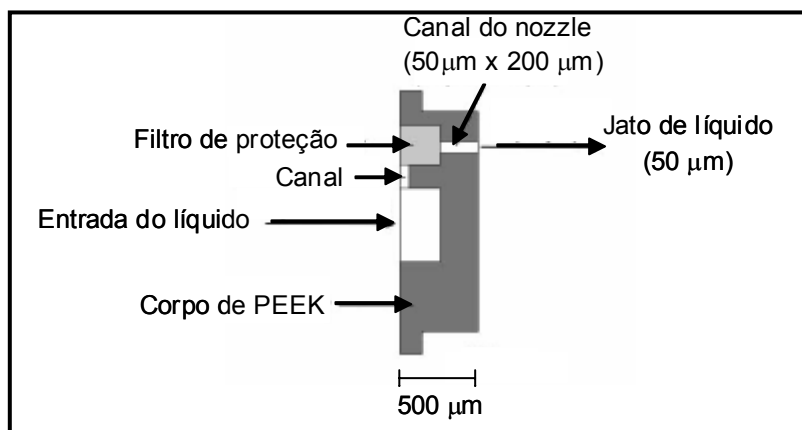 Canal do nozzle
(50μm x 200 μm)
Filtro de proteção
Jato de líquido
(50 μm)
Canal
Entrada do líquido
Corpo de PEEK
500 μm